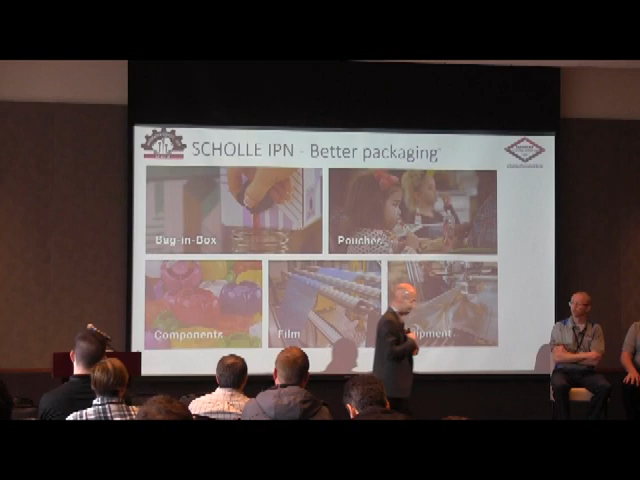 SCHOLLE IPN - Better packaging
Bag-in-Box
Pouches
Components
Film